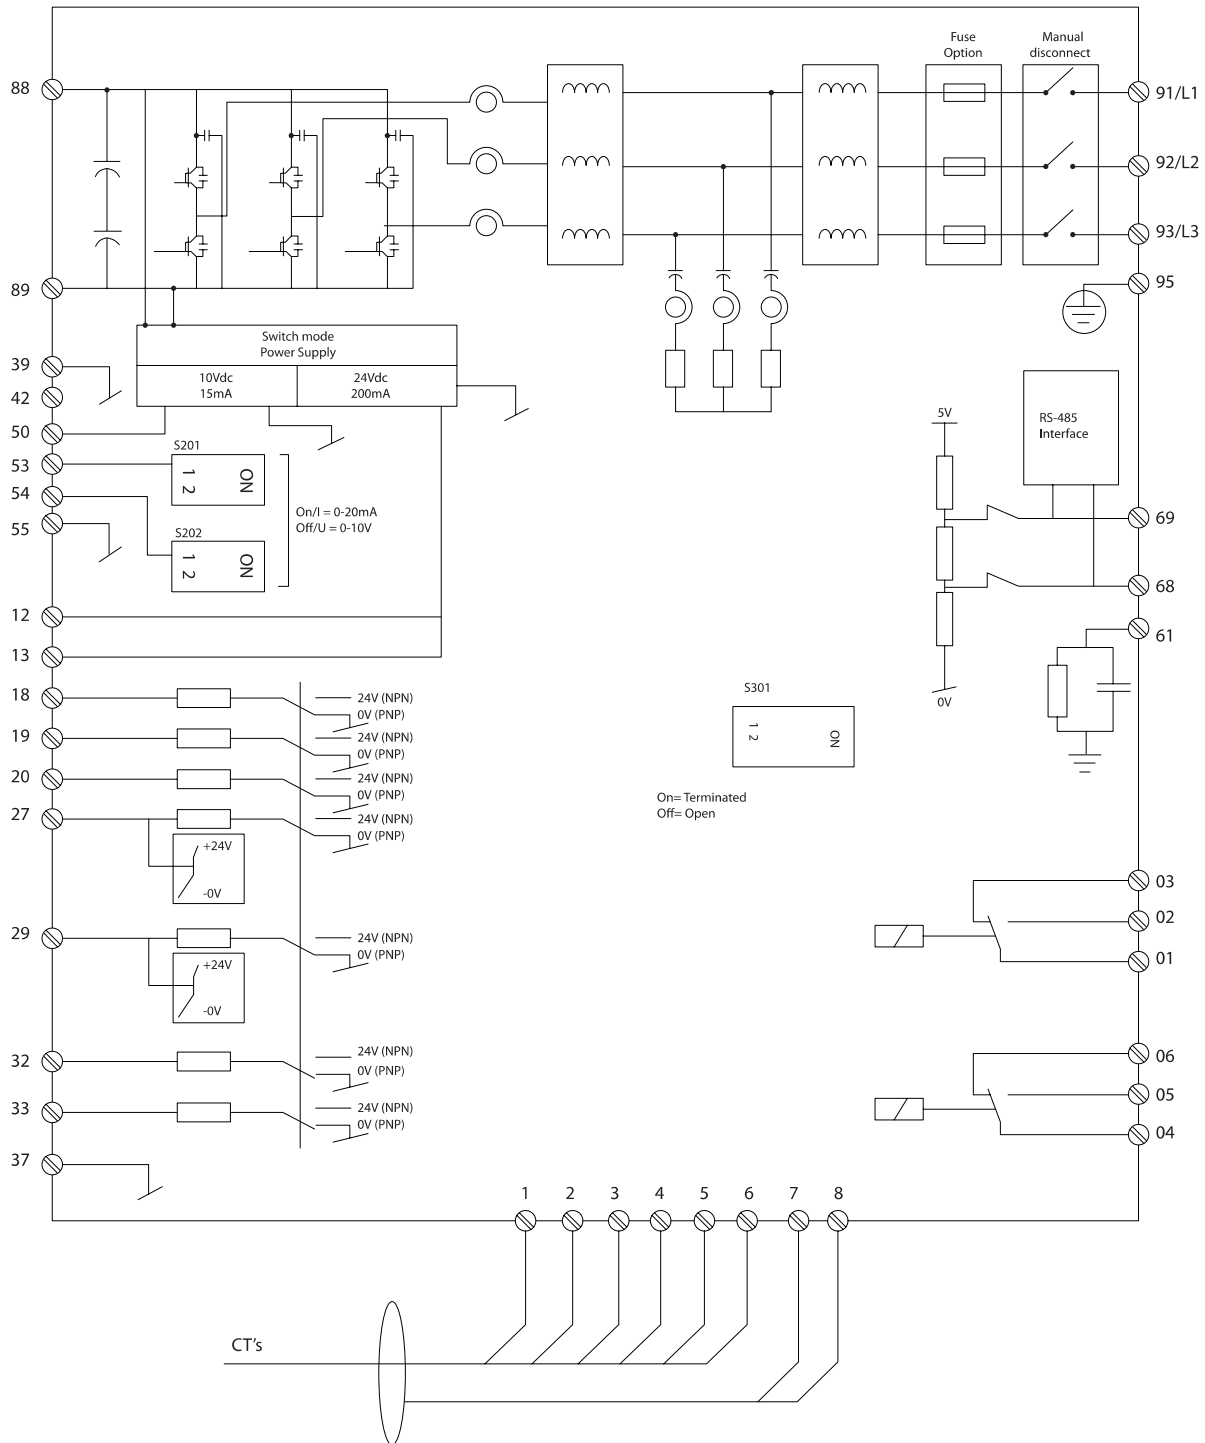 Fuse
Option
Manual
disconnect
88
91/L1
92/L2
93/L3
89
95
Switch mode
Power Supply
10Vdc
15mA
24Vdc
200mA
39
42
50
53
54
55
S201
1 2
ON
On/I = 0-20mA
Off/U = 0-10V
S202
1 2
ON
5V
RS-485
Interface
69
68
61
0V
12
13
18
24V (NPN)
0V (PNP)
19
24V (NPN)
0V (PNP)
20
24V (NPN)
0V (PNP)
27
24V (NPN)
0V (PNP)
+24V
-0V
S301
1 2
ON
On= Terminated
Off= Open
29
24V (NPN)
0V (PNP)
+24V
-0V
03
02
01
32
24V (NPN)
0V (PNP)
33
24V (NPN)
0V (PNP)
37
06
05
04
1 2 3 4 5 6 7 8
CT's